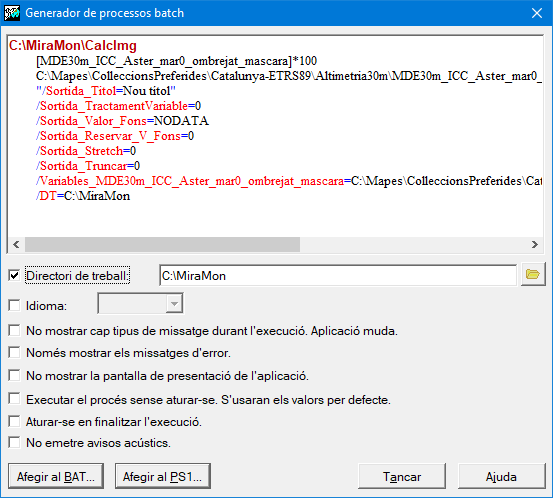 Generador de processos batch
C:\MiraMon\CalcImg
[MDE30m_ICC_Aster_mar0_ombrejat_mascara]*100
C:\Mapes\ColleccionsPreferides\Catalunya-ETRS89\Altimetria30m\MDE30m_ICC_Aster_mar0_
"/Sortida_Titol=Nou titol"
/Sortida_TractamentVariable=0
/Sortida_Valor_Fons=NODATA
/Sortida_Reservar_V_Fons=0
/Sortida_Stretch=0
/Sortida_Truncar=0
/Variables_MDE30m_ICC_Aster_mar0_ombrejat_mascara=C:\Mapes\ColleccionsPreferides\Cat
/DT=C:\MiraMon
Directori de treball:
C:\MiraMon
Idioma:
No mostrar cap tipus de missatge durant l'execució. Aplicació muda.
Només mostrar els missatges d'error.
No mostrar la pantalla de presentació de l'aplicació.
Executar el procés sense aturar-se. S'usaran els valors per defecte.
Aturar-se en finalitzar l'execució.
No emetre avisos acústics.
Afegir al BAT...
Afegir al PS1...
Tancar
Ajuda